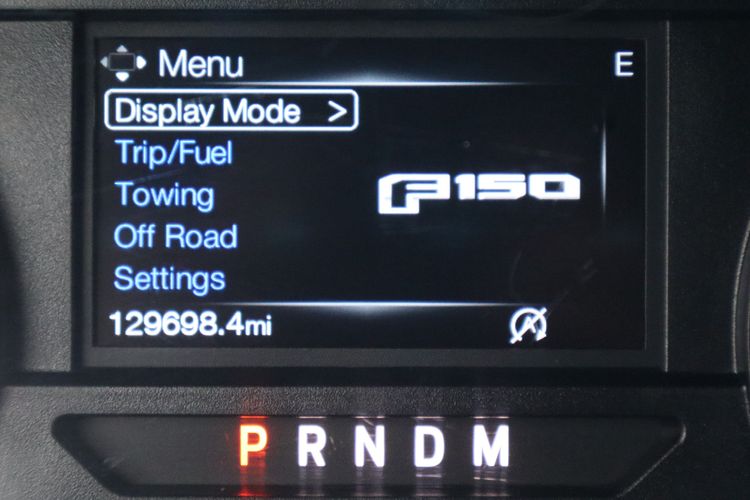 Menu E
Display Mode >
Trip/Fuel
Towing
F150
Off Road
Settings
129698.4mi A
P R N D M